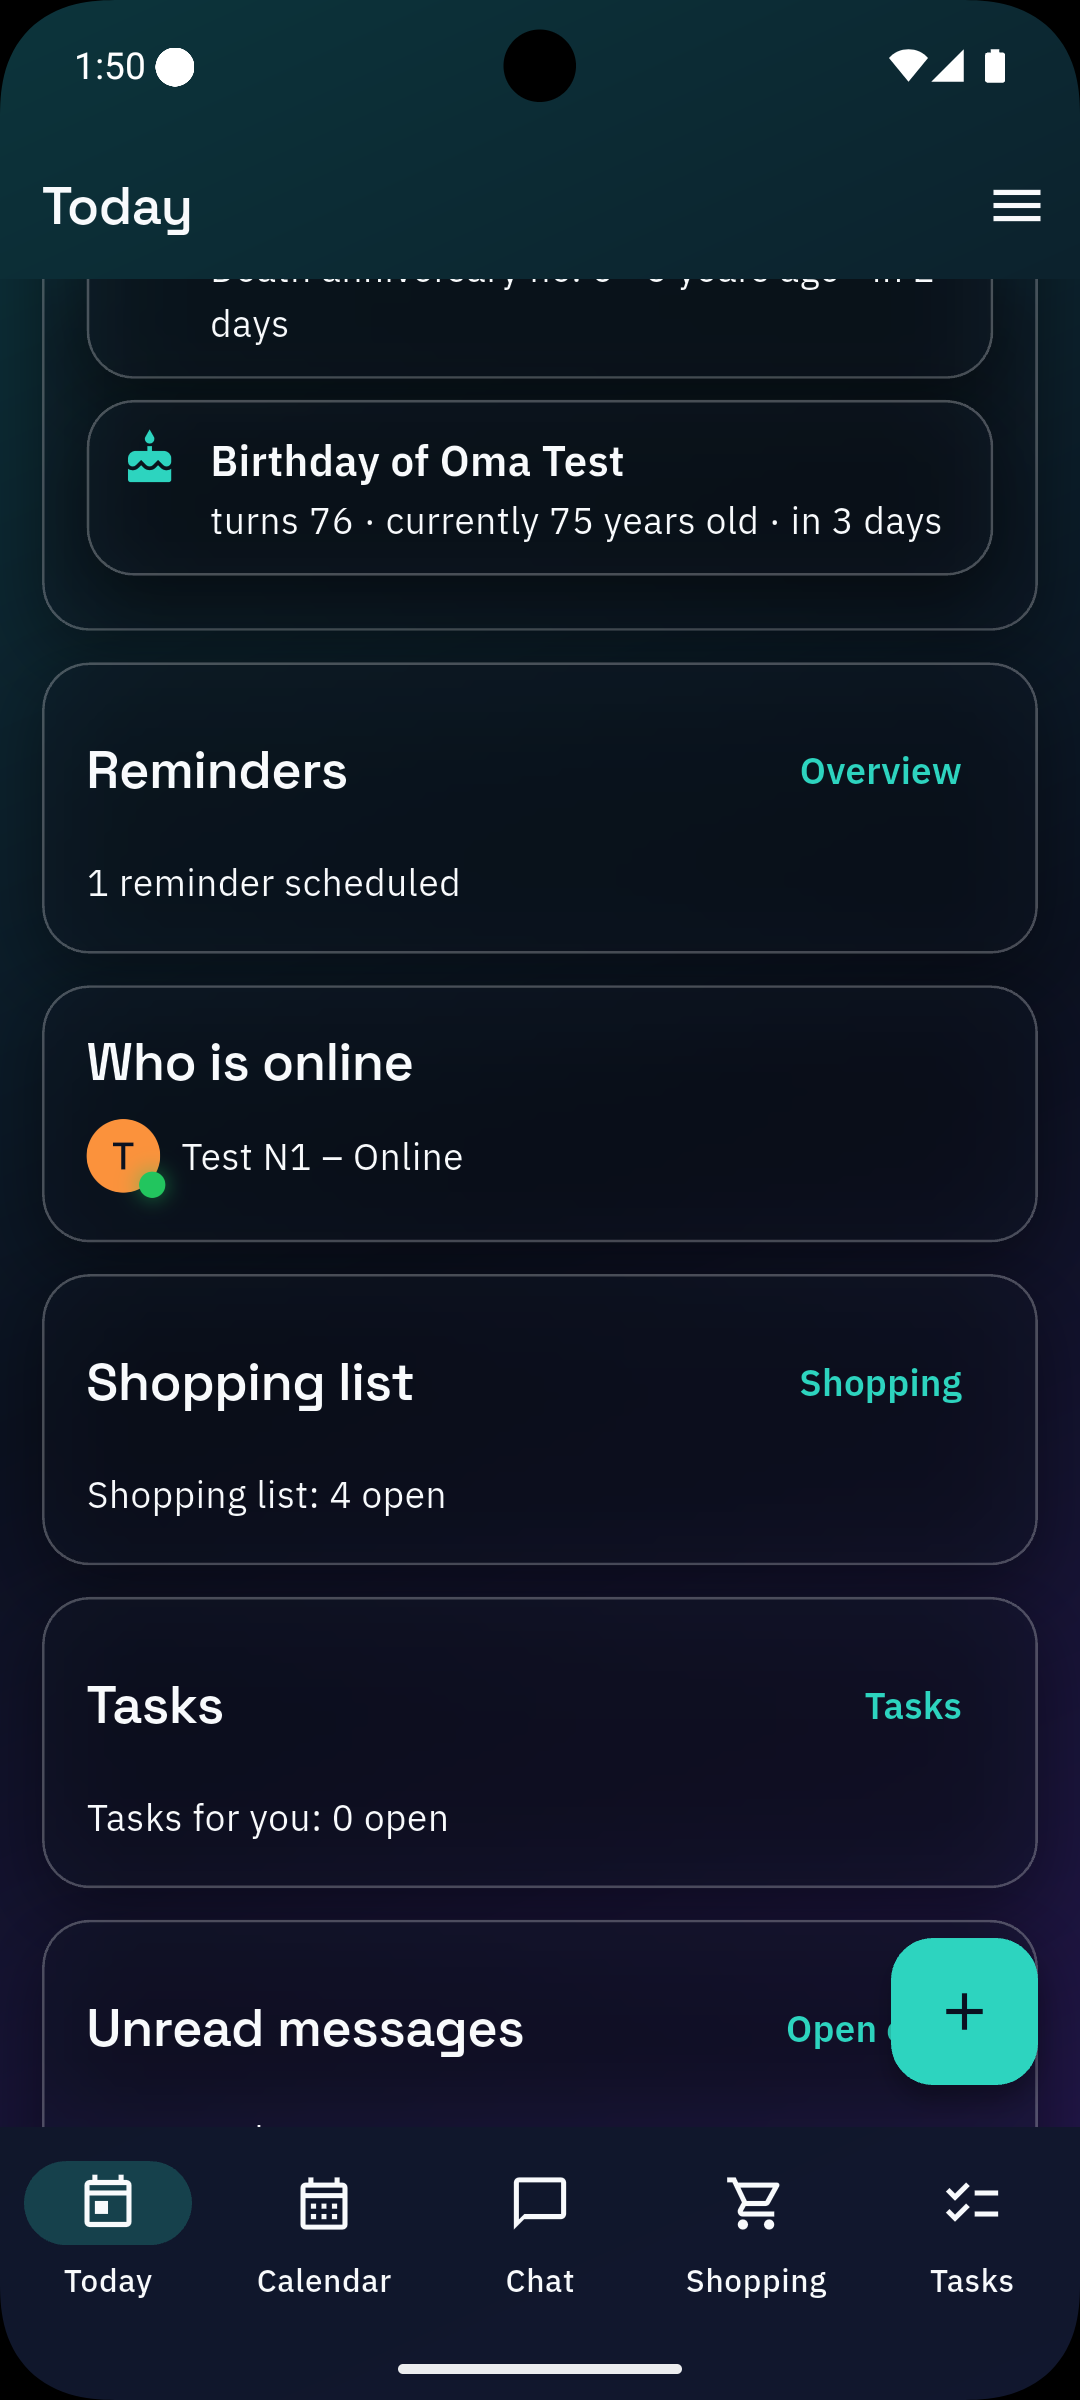 1:50
Today
days
Birthday of Oma Test
turns 76 · currently 75 years old · in 3 days
Reminders
Overview
1 reminder scheduled
Who is online
T
Test N1 – Online
Shopping list
Shopping
Shopping list: 4 open
Tasks
Tasks
Tasks for you: 0 open
Unread messages
Open
Today
Calendar
Chat
Shopping
Tasks